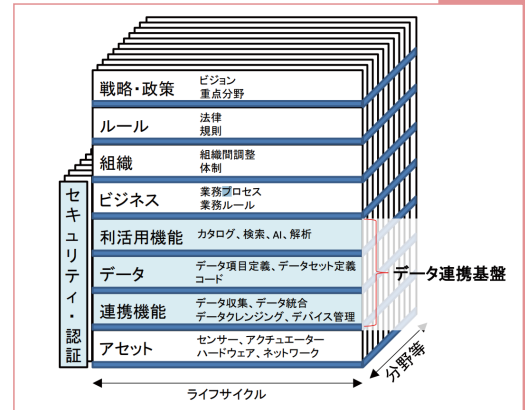 戦略・政策
ビジョン
重点分野
ルール
法律
規則
組織
組織間調整
体制
ビジネス
業務プロセス
業務ルール
利活用機能
カタログ、検索、AI、解析
データ
データ項目定義、データセット定義
コード
連携機能
データ収集、データ統合
データクレンジング、デバイス管理
アセット
センサー、アクチュエーター
ハードウェア、ネットワーク
セキュリティ・認証
データ連携基盤
分野等
ライフサイクル